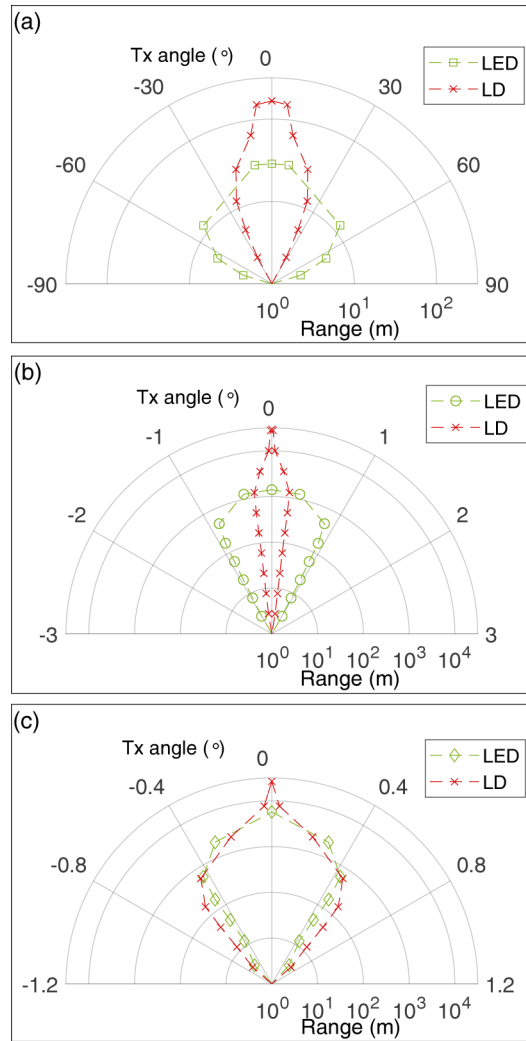 (a)
Tx angle (°)
0
-30
30
-60
60
-90
90
10^0
10^1
10^2
Range (m)
LED
LD
(b)
Tx angle (°)
0
-1
1
-2
2
-3
3
10^0
10^1
10^2
10^3
10^4
Range (m)
LED
LD
(c)
Tx angle (°)
0
-0.4
0.4
-0.8
0.8
-1.2
1.2
10^0
10^1
10^2
10^3
10^4
Range (m)
LED
LD